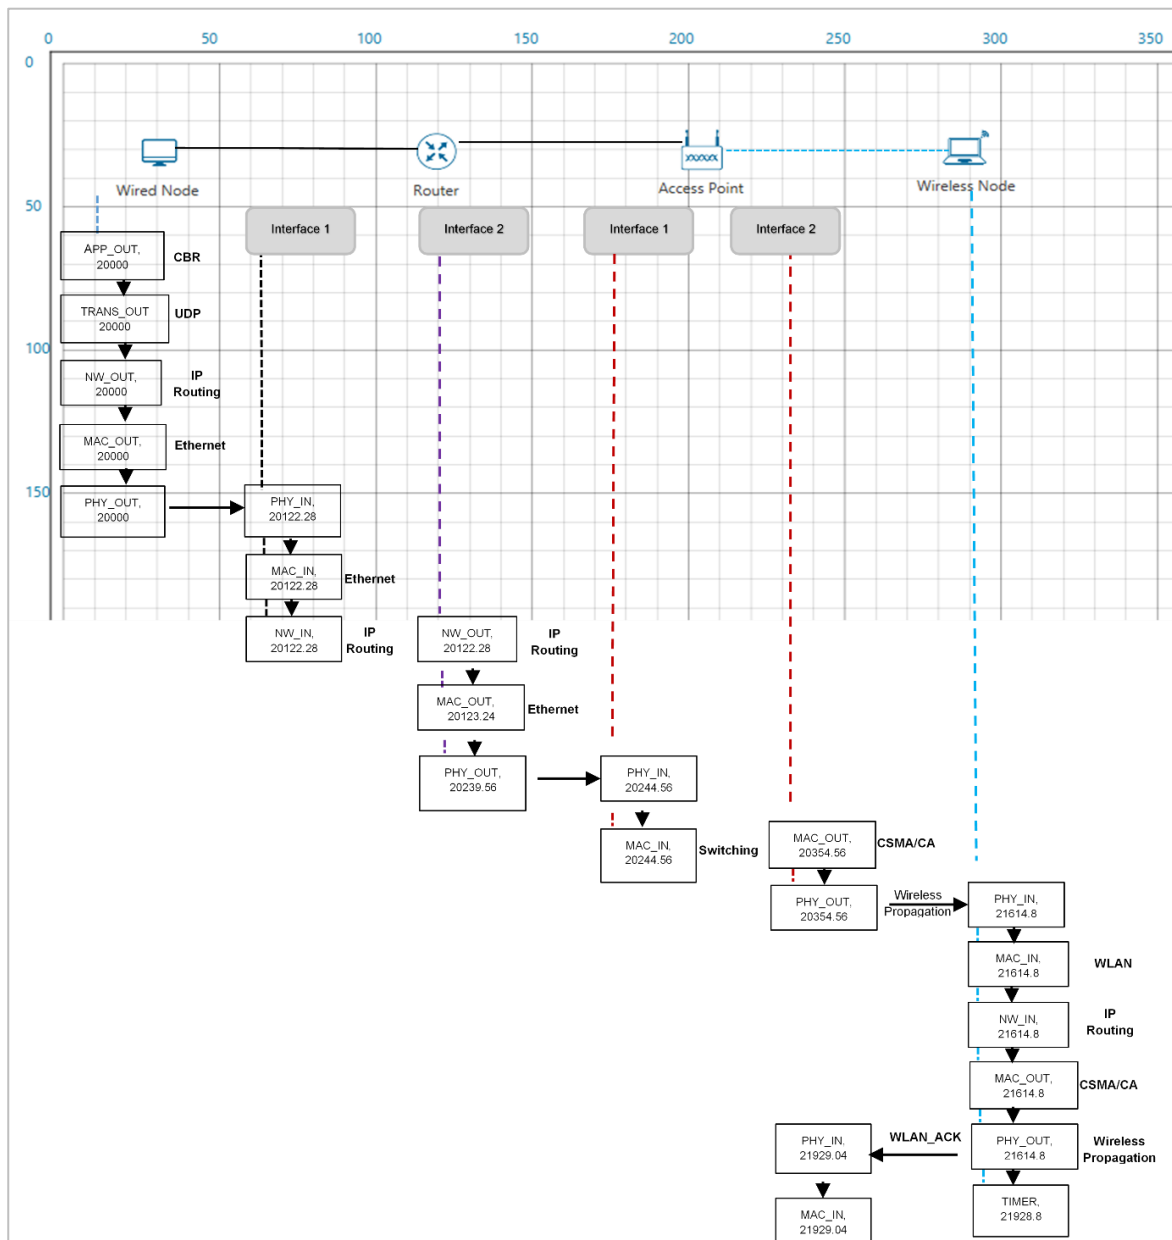 0 50 100 150 200 250 300 350
0
Wired Node
Router
Access Point
Wireless Node
50
Interface 1
Interface 2
Interface 1
Interface 2
APP_OUT,
20000
CBR
TRANS_OUT
20000
UDP
100
NW_OUT,
20000
IP
Routing
MAC_OUT,
20000
Ethernet
150
PHY_OUT,
20000
PHY_IN,
20122.28
MAC_IN,
20122.28
Ethernet
NW_IN,
20122.28
IP
Routing
NW_OUT,
20122.28
IP
Routing
MAC_OUT,
20123.24
Ethernet
PHY_OUT,
20239.56
PHY_IN,
20244.56
MAC_IN,
20244.56
Switching
MAC_OUT,
20354.56
CSMA/CA
PHY_OUT,
20354.56
Wireless
Propagation
PHY_IN,
21614.8
MAC_IN,
21614.8
WLAN
NW_IN,
21614.8
IP
Routing
MAC_OUT,
21614.8
CSMA/CA
PHY_IN,
21929.04
WLAN_ACK
PHY_OUT,
21614.8
Wireless
Propagation
MAC_IN,
21929.04
TIMER,
21928.8